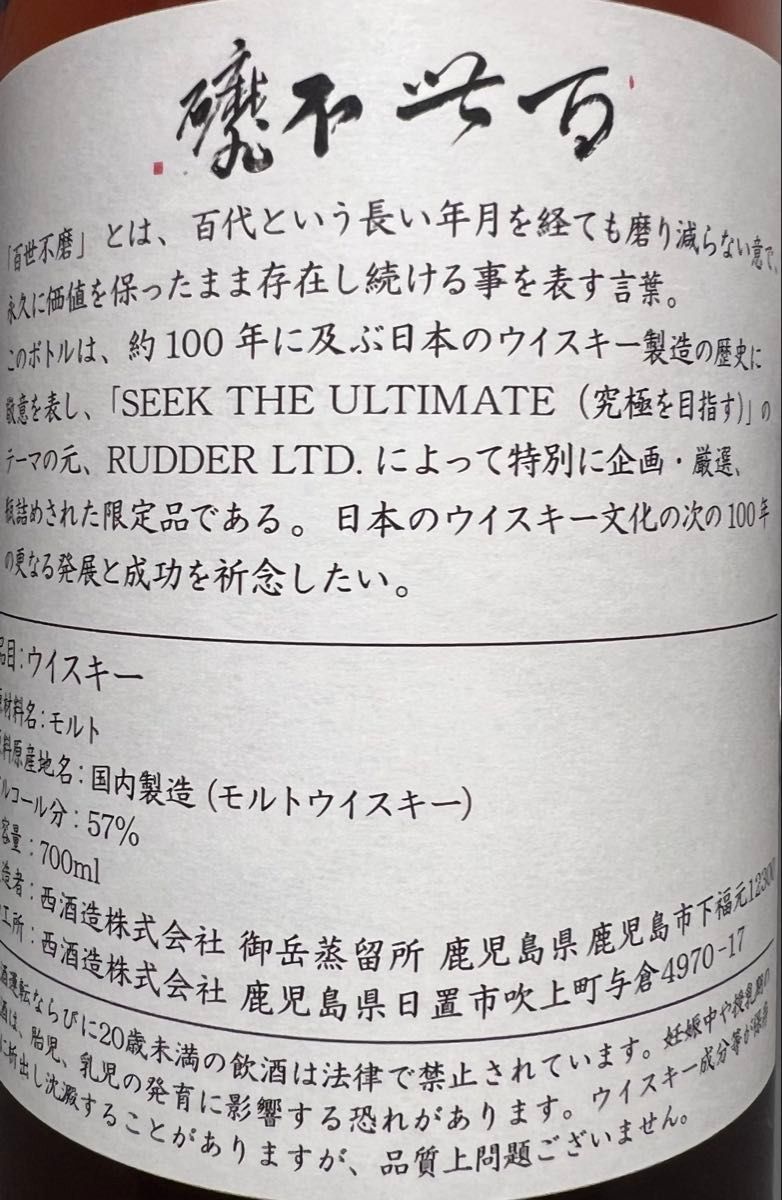 百世不磨
「百世不磨」とは、百代という長い年月を経ても磨り減らない意で、
永久に価値を保ったまま存在し続ける事を表す言葉。
このボトルは、約100年に及ぶ日本のウイスキー製造の歴史に
敬意を表し、「SEEK THE ULTIMATE（究極を目指す)」の
テーマの元、RUDDER LTD. によって特別に企画・厳選、
瓶詰めされた限定品である。日本のウイスキー文化の次の100年
の更なる発展と成功を祈念したい。
品目：ウイスキー
原材料名：モルト
原料原産地名：国内製造 (モルトウイスキー)
アルコール分：57%
容量：700ml
造者：西酒造株式会社 御岳蒸留所 鹿児島県鹿児島市下福元12300
工所：西酒造株式会社 鹿児島県日置市吹上町与倉4970-17
酒運転ならびに20歳未満の飲酒は法律で禁止されています。妊娠中や授乳期の
酒は、胎児、乳児の発育に影響する恐れがあります。ウイスキー成分等が
に析出し沈澱することがありますが、品質上問題ございません。